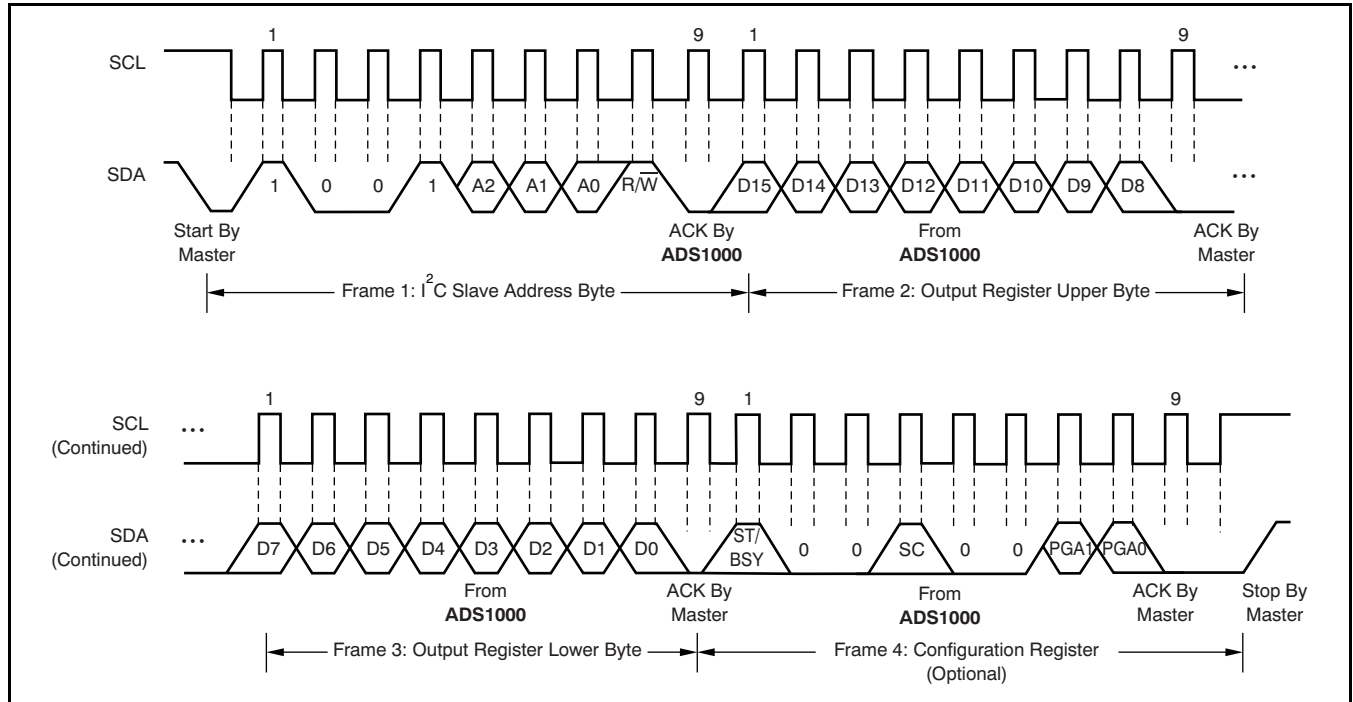 1 9 1 9
SCL ...
SDA 1 0 0 1 A2 A1 A0 R/W̅ D15 D14 D13 D12 D11 D10 D9 D8 ...
Start By
Master
ACK By
ADS1000
From
ADS1000
ACK By
Master
Frame 1: I²C Slave Address Byte
Frame 2: Output Register Upper Byte
1 9 1 9
SCL
(Continued)
...
SDA
(Continued)
... D7 D6 D5 D4 D3 D2 D1 D0 ST/
BSY 0 0 SC 0 0 PGA1 PGA0
From
ADS1000
ACK By
Master
From
ADS1000
ACK By
Master
Stop By
Master
Frame 3: Output Register Lower Byte
Frame 4: Configuration Register
(Optional)